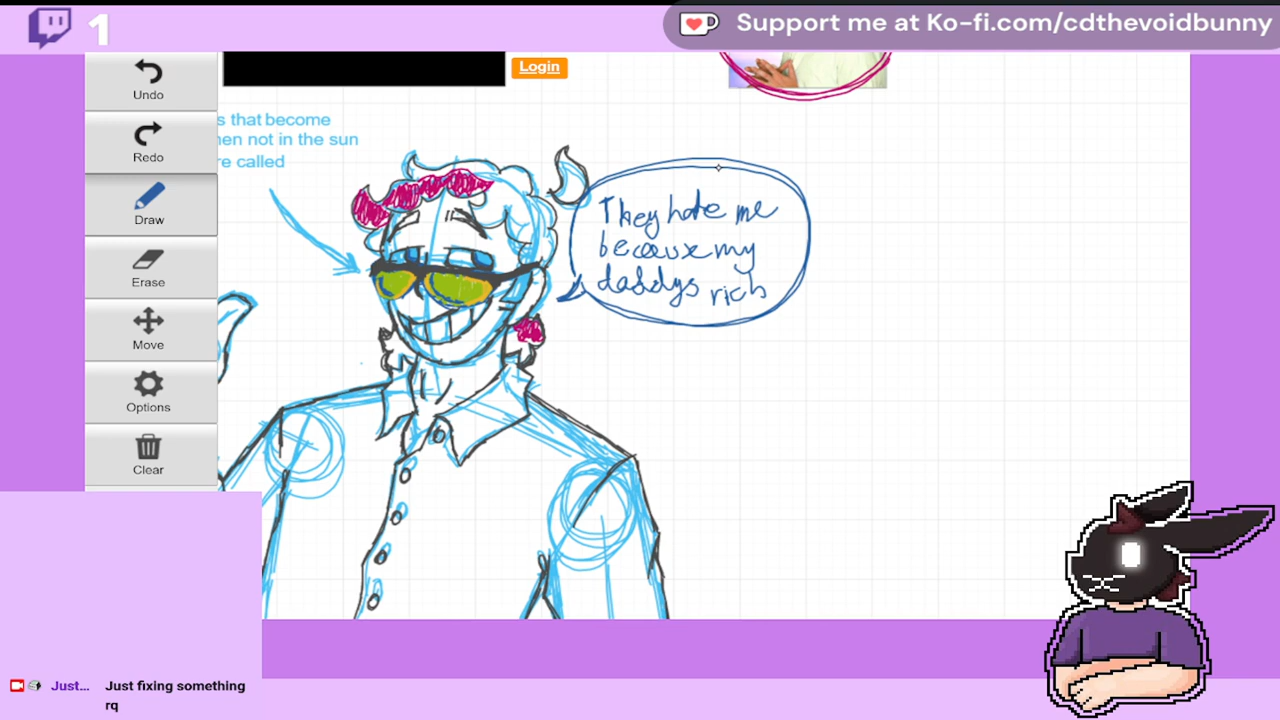 1
Support me at Ko-fi.com/cdthevoidbunny
Undo
Redo
Draw
Erase
Move
Options
Clear
Login
s that become
en not in the sun
re called
They hate me
because my
daddys rich
Just... Just fixing something
rq